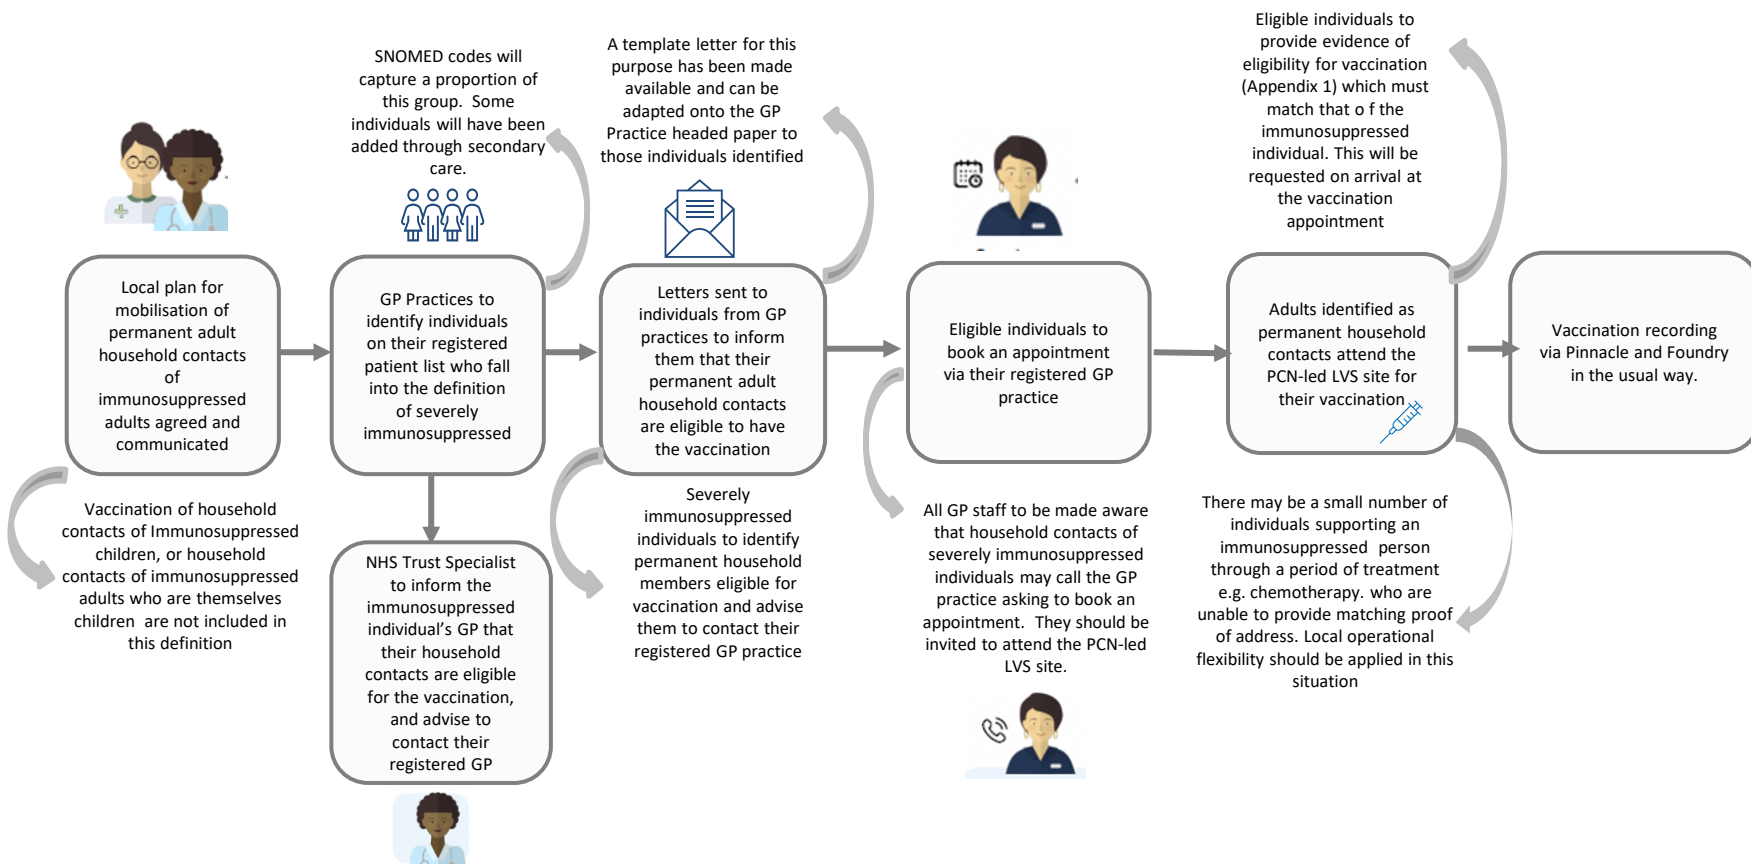 SNOMED codes will
capture a proportion of
this group.  Some
individuals will have been
added through secondary
care.
A template letter for this
purpose has been made
available and can be
adapted onto the GP
Practice headed paper to
those individuals identified
Eligible individuals to
provide evidence of
eligibility for vaccination
(Appendix 1) which must
match that o f the
immunosuppressed
individual. This will be
requested on arrival at
the vaccination
appointment
Local plan for
mobilisation of
permanent adult
household contacts
of
immunosuppressed
adults agreed and
communicated
GP Practices to
identify individuals
on their registered
patient list who fall
into the definition
of severely
immunosuppressed
Letters sent to
individuals from GP
practices to inform
them that their
permanent adult
household contacts
are eligible to have
the vaccination
Eligible individuals to
book an appointment
via their registered GP
practice
Adults identified as
permanent household
contacts attend the
PCN-led LVS site for
their vaccination
Vaccination recording
via Pinnacle and Foundry
in the usual way.
Vaccination of household
contacts of Immunosuppressed
children, or household
contacts of immunosuppressed
adults who are themselves
children  are not included in
this definition
NHS Trust Specialist
to inform the
immunosuppressed
individual’s GP that
their household
contacts are eligible
for the vaccination,
and advise to
contact their
registered GP
Severely
immunosuppressed
individuals to identify
permanent household
members eligible for
vaccination and advise
them to contact their
registered GP practice
All GP staff to be made aware
that household contacts of
severely immunosuppressed
individuals may call the GP
practice asking to book an
appointment.  They should be
invited to attend the PCN-led
LVS site.
There may be a small number of
individuals supporting an
immunosuppressed  person
through a period of treatment
e.g. chemotherapy. who are
unable to provide matching proof
of address. Local operational
flexibility should be applied in this
situation